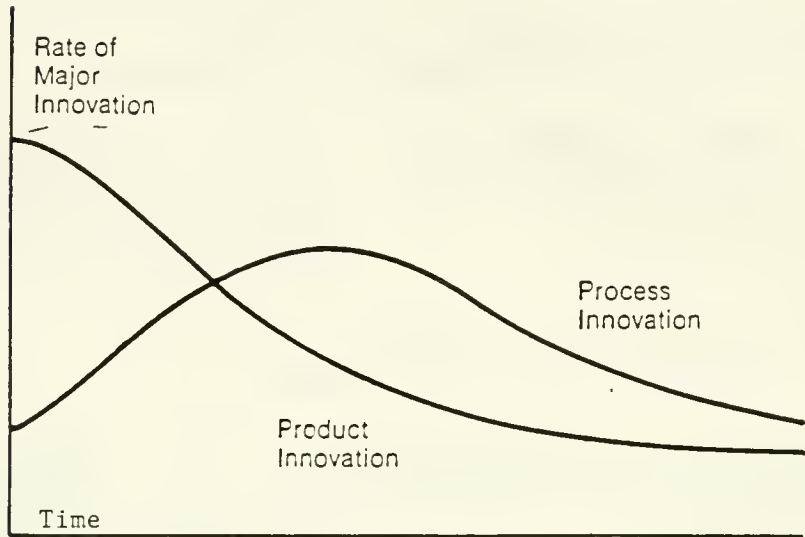 Rate of
Major
Innovation
Process
Innovation
Product
Innovation
Time